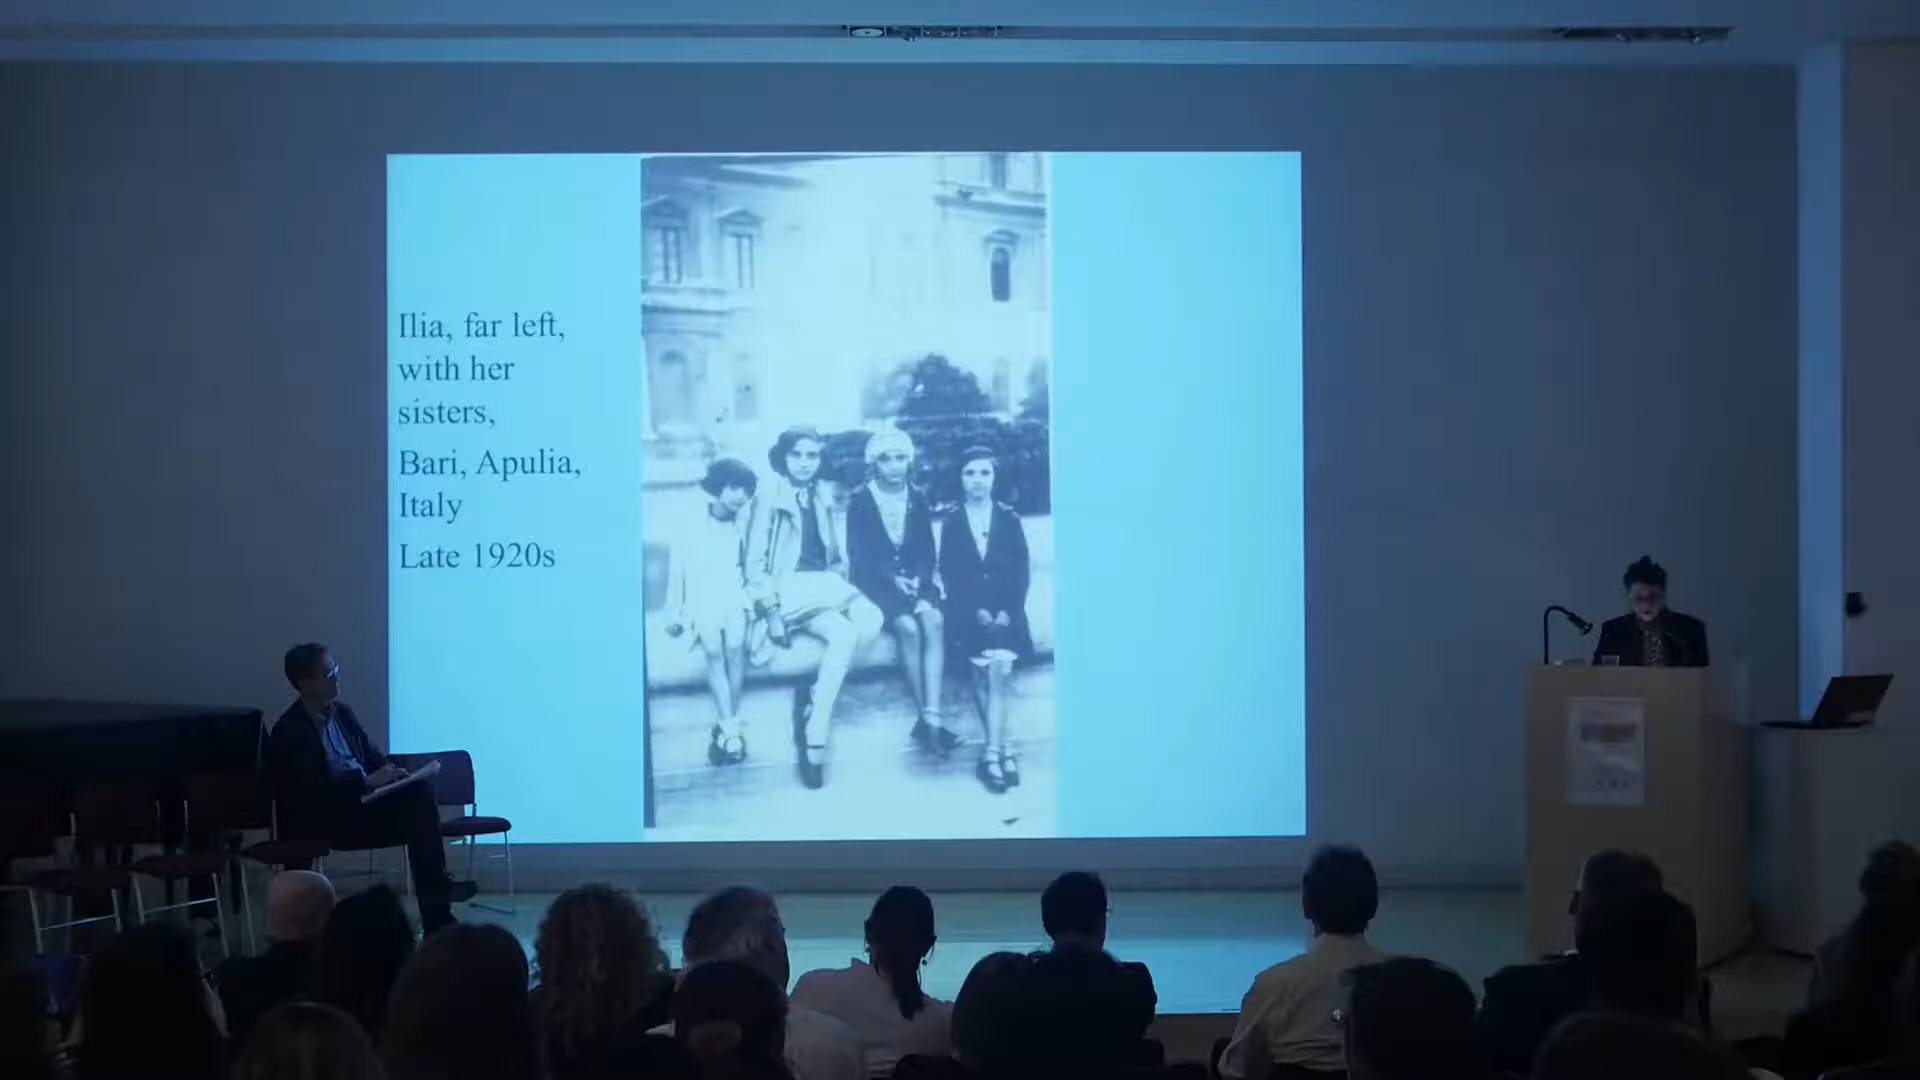 Ilia, far left,
with her
sisters,
Bari, Apulia,
Italy
Late 1920s